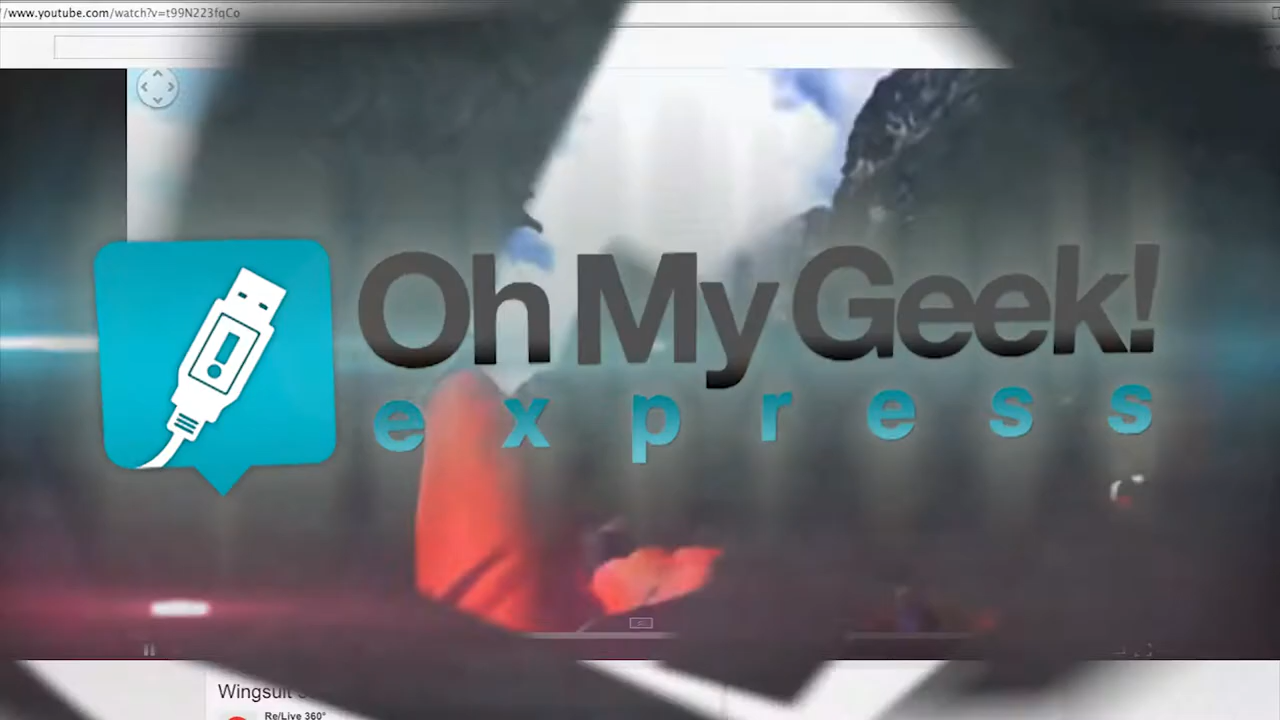 //www.youtube.com/watch?v=t99N223fqCo
Oh My Geek!
express
Wingsuit
Re/Live 360°